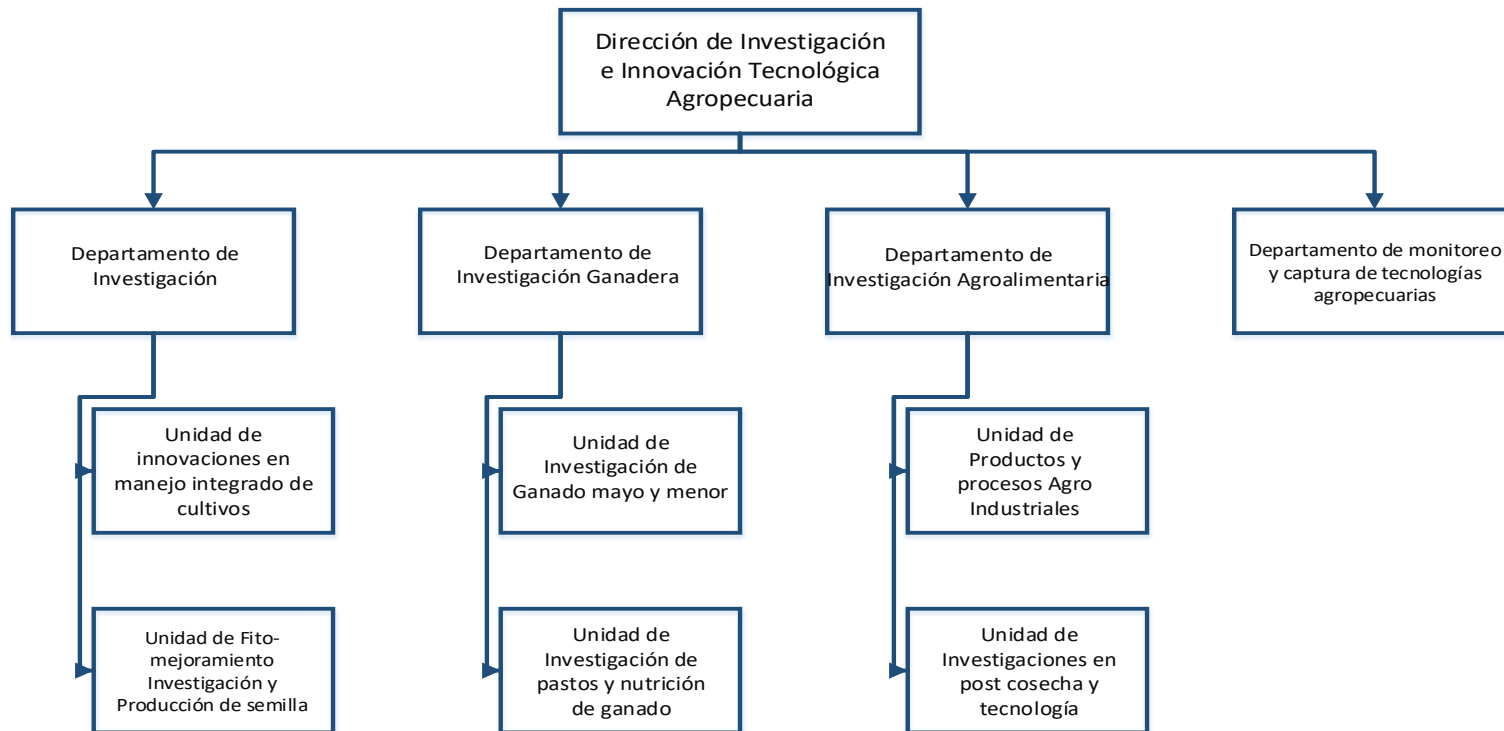 Dirección de Investigación
e Innovación Tecnológica
Agropecuaria
Departamento de
Investigación
Departamento de
Investigación Ganadera
Departamento de
Investigación Agroalimentaria
Departamento de monitoreo
y captura de tecnologías
agropecuarias
Unidad de
innovaciones en
manejo integrado de
cultivos
Unidad de
Investigación de
Ganado mayo y menor
Unidad de
Productos y
procesos Agro
Industriales
Unidad de Fito-
mejoramiento
Investigación y
Producción de semilla
Unidad de
Investigación de
pastos y nutrición
de ganado
Unidad de
Investigaciones en
post cosecha y
tecnología